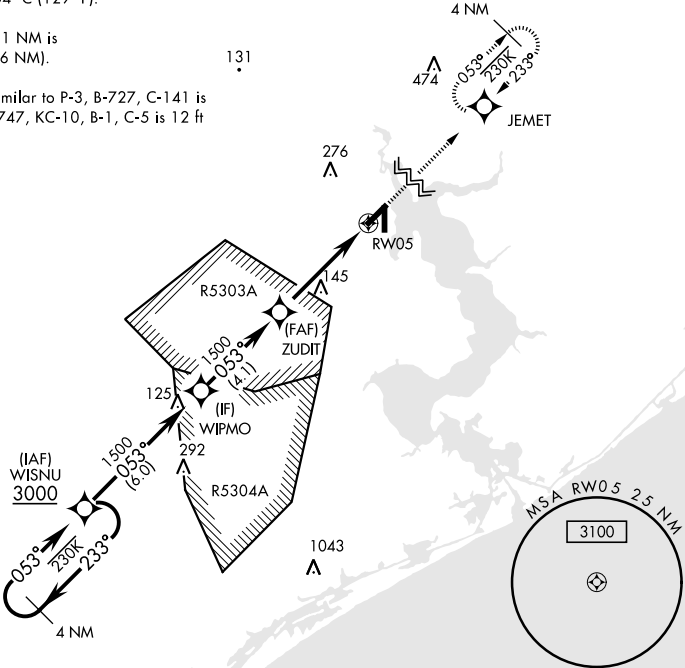 1 NM is
6 NM).
milar to P-3, B-727, C-141 is
747, KC-10, B-1, C-5 is 12 ft
131
4 NM
474
053°
230K
233°
JEMET
276
RW05
R5303A
145
(FAF)
ZUDIT
1500
053°
(4.1)
125
(IF)
WIPMO
292
1500
053°
(6.0)
R5304A
(IAF)
WISNU
3000
053°
230K
233°
4 NM
1043
MSA RW05 25 NM
3100